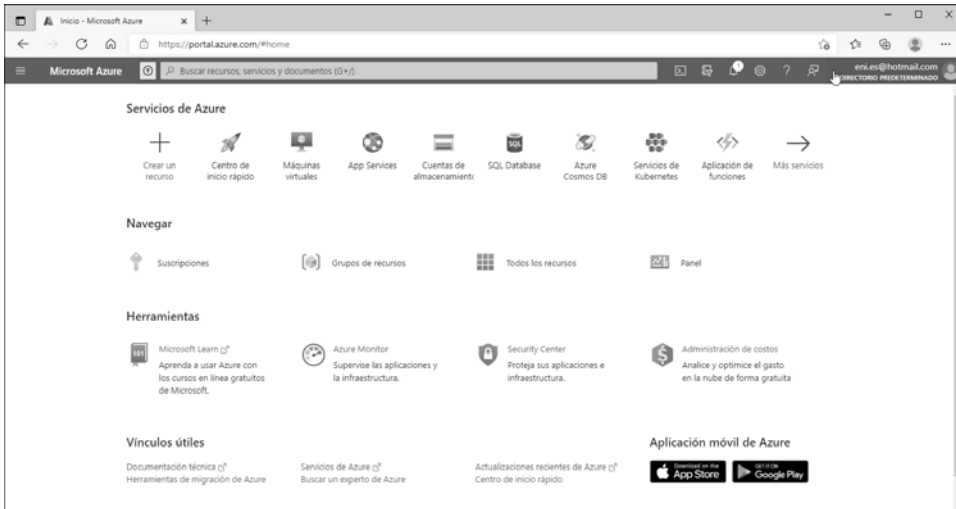 Inicio - Microsoft Azure
https://portal.azure.com/#home
Microsoft Azure
Buscar recursos, servicios y documentos (G+/)
1
eni.es@hotmail.com
DIRECTORIO PREDETERMINADO
Servicios de Azure
Crear un
recurso
Centro de
inicio rápido
Máquinas
virtuales
App Services
Cuentas de
almacenamient
SQL
SQL Database
Azure
Cosmos DB
Servicios de
Kubernetes
Aplicación de
funciones
Más servicios
Navegar
Suscripciones
Grupos de recursos
Todos los recursos
Panel
Herramientas
101
Microsoft Learn
Aprenda a usar Azure con
los cursos en línea gratuitos
de Microsoft.
Azure Monitor
Supervise las aplicaciones y
la infraestructura.
Security Center
Proteja sus aplicaciones e
infraestructura.
$
Administración de costos
Analice y optimice el gasto
en la nube de forma gratuita
Vínculos útiles
Documentación técnica
Herramientas de migración de Azure
Servicios de Azure
Buscar un experto de Azure
Actualizaciones recientes de Azure
Centro de inicio rápido
Aplicación móvil de Azure
Download on the
App Store
GET IT ON
Google Play